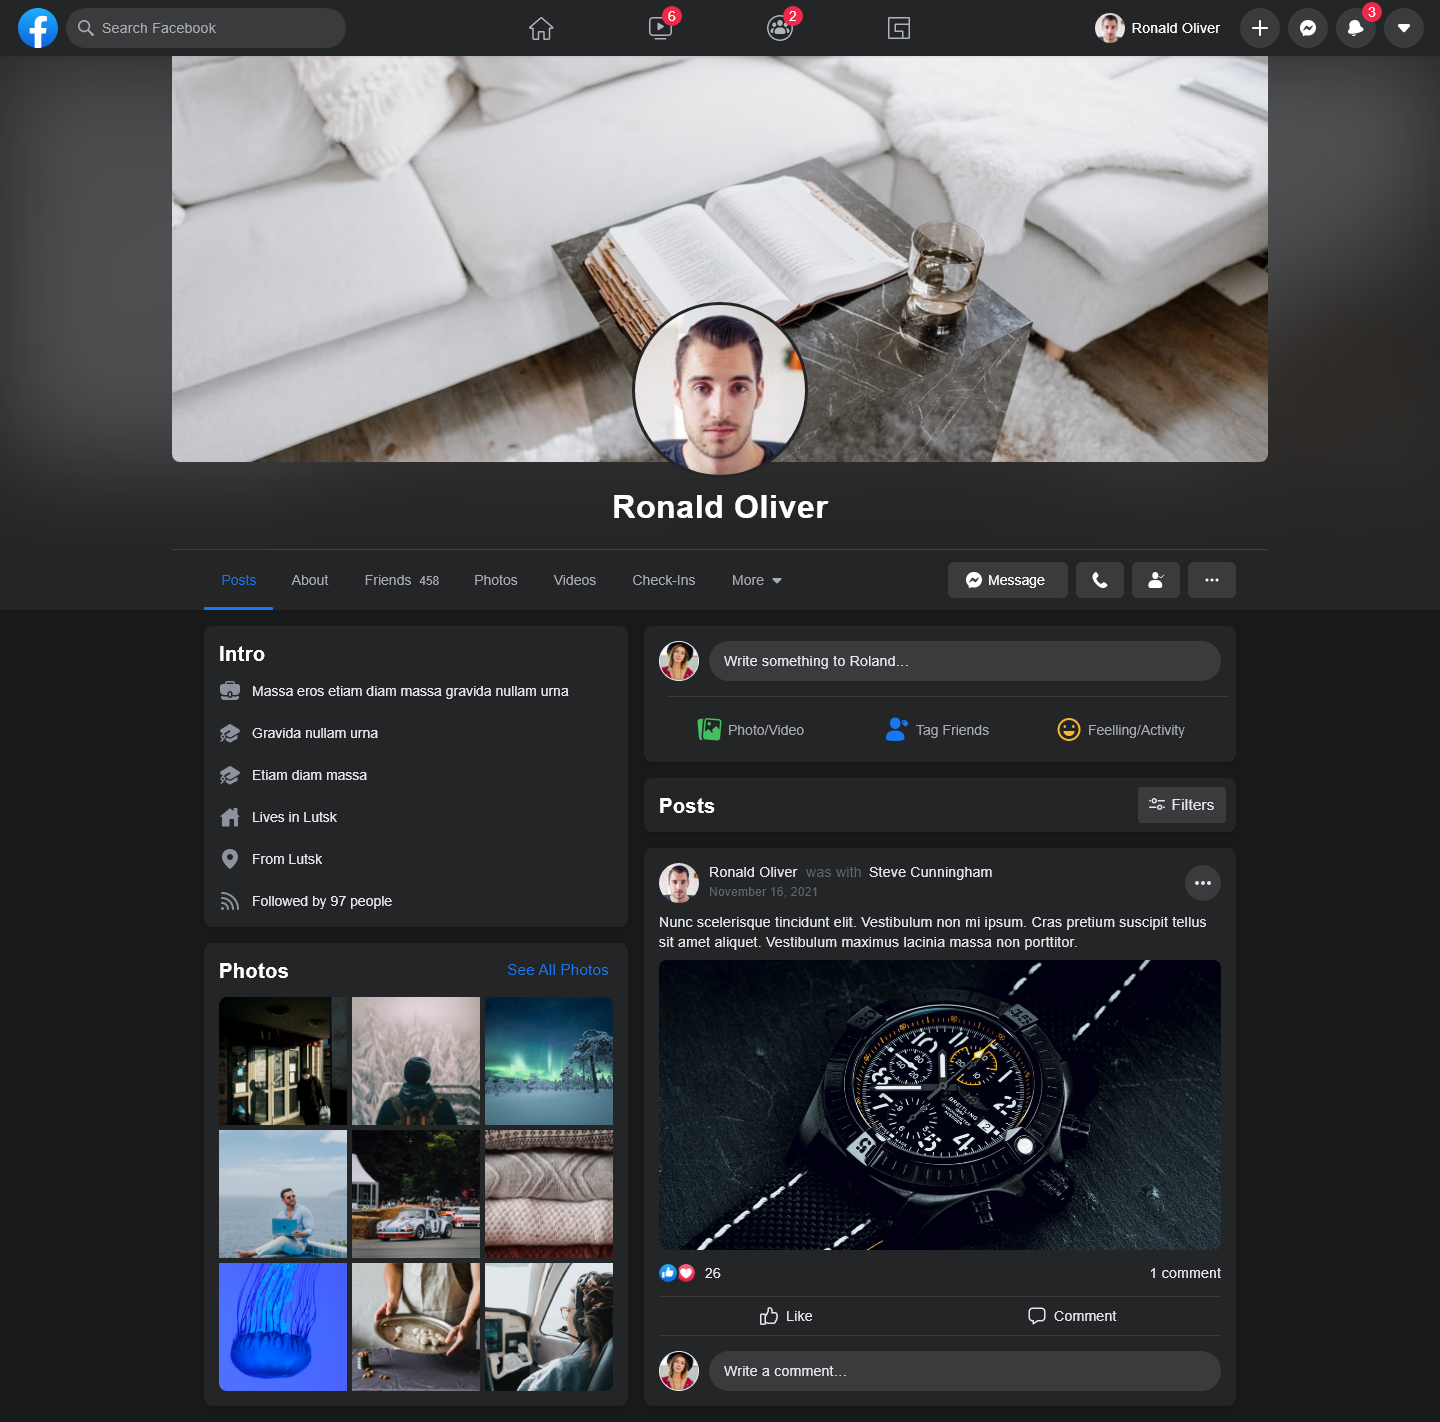 Search Facebook
6
2
Ronald Oliver
3
Ronald Oliver
Posts
About
Friends 458
Photos
Videos
Check-Ins
More
Message
Intro
Massa eros etiam diam massa gravida nullam urna
Gravida nullam urna
Etiam diam massa
Lives in Lutsk
From Lutsk
Followed by 97 people
Photos
See All Photos
Write something to Roland...
Photo/Video
Tag Friends
Feelling/Activity
Posts
Filters
Ronald Oliver was with Steve Cunningham
November 16, 2021
Nunc scelerisque tincidunt elit. Vestibulum non mi ipsum. Cras pretium suscipit tellus
sit amet aliquet. Vestibulum maximus lacinia massa non porttitor.
BREITLING
26
1 comment
Like
Comment
Write a comment...